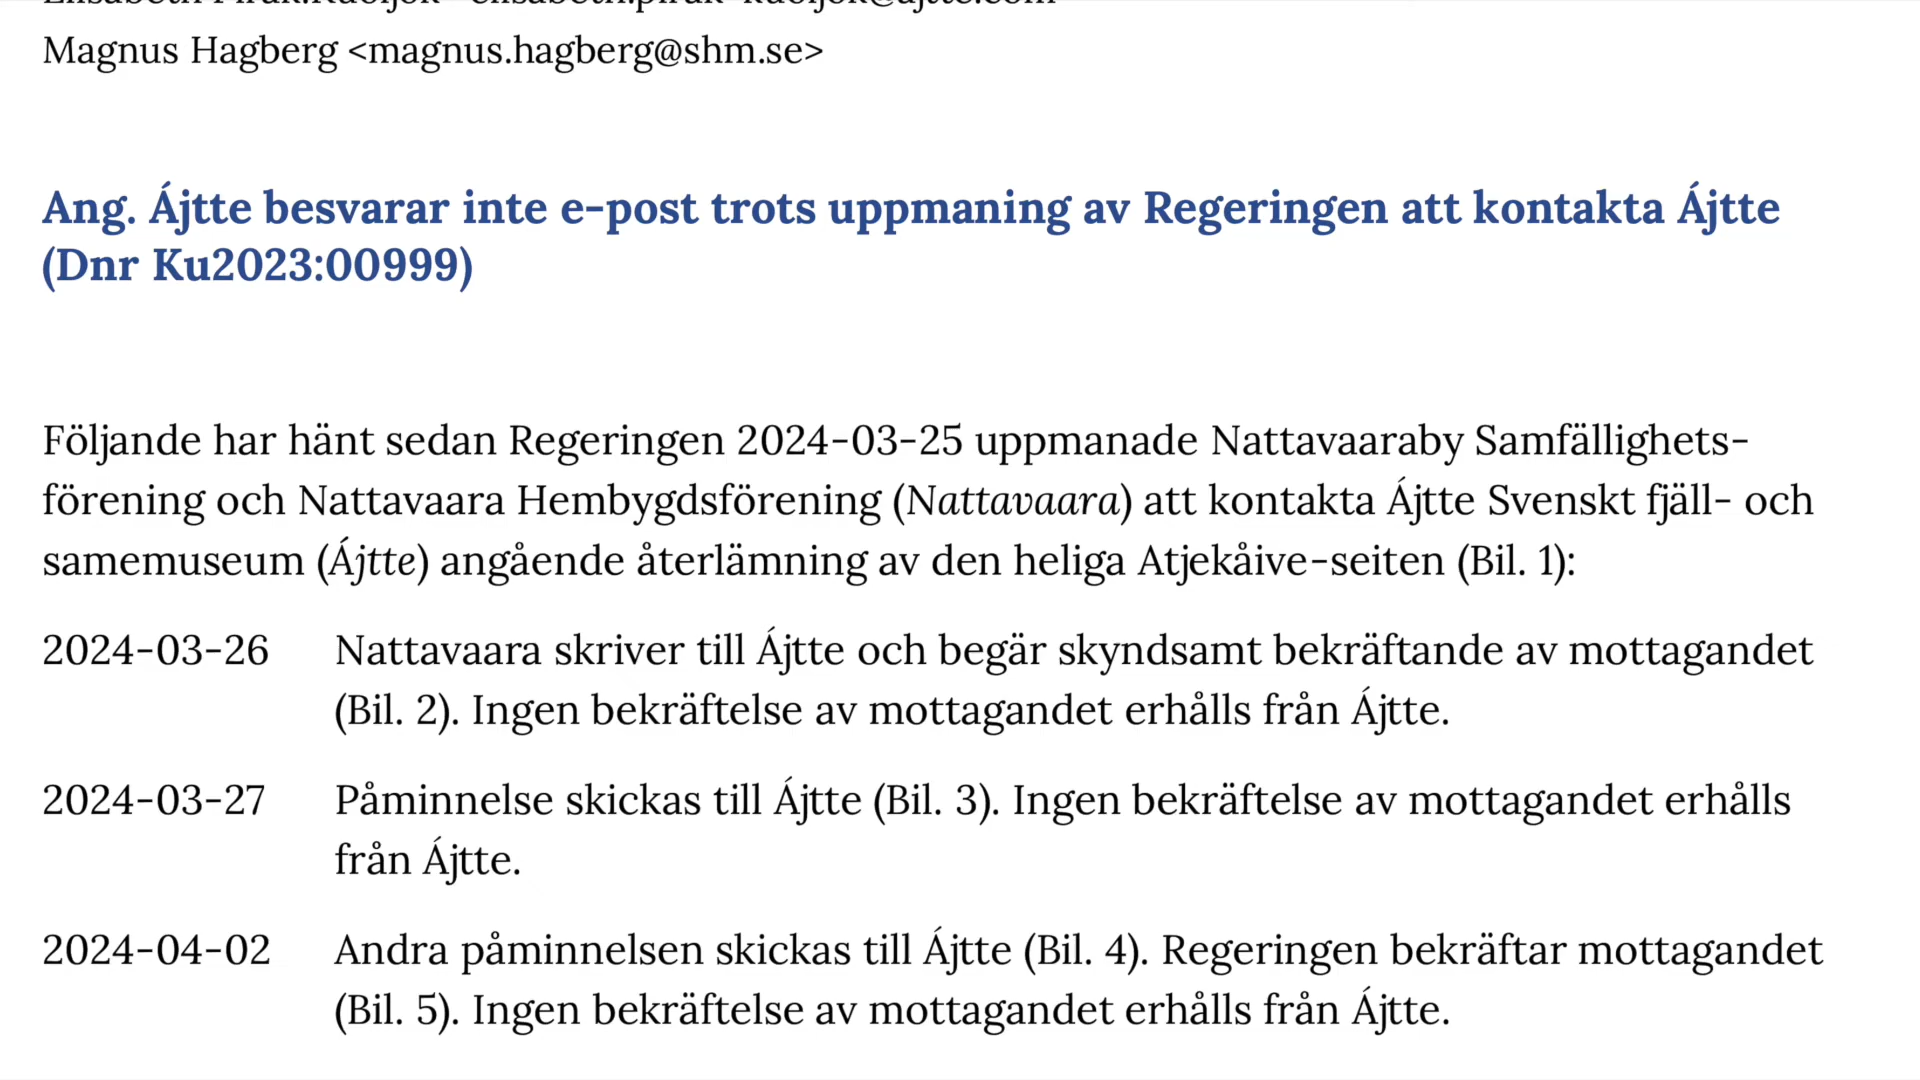 Magnus Hagberg <magnus.hagberg@shm.se>
Ang. Ájtte besvarar inte e-post trots uppmaning av Regeringen att kontakta Ájtte
(Dnr Ku2023:00999)
Följande har hänt sedan Regeringen 2024-03-25 uppmanade Nattavaaraby Samfällighets-
förening och Nattavaara Hembygdsförening (Nattavaara) att kontakta Ájtte Svenskt fjäll- och
samemuseum (Ájtte) angående återlämning av den heliga Atjekåive-seiten (Bil. 1):
2024-03-26 Nattavaara skriver till Ájtte och begär skyndsamt bekräftande av mottagandet
(Bil. 2). Ingen bekräftelse av mottagandet erhålls från Ájtte.
2024-03-27 Påminnelse skickas till Ájtte (Bil. 3). Ingen bekräftelse av mottagandet erhålls
från Ájtte.
2024-04-02 Andra påminnelsen skickas till Ájtte (Bil. 4). Regeringen bekräftar mottagandet
(Bil. 5). Ingen bekräftelse av mottagandet erhålls från Ájtte.